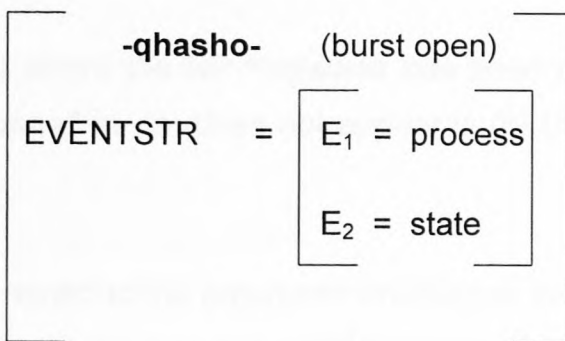 -qhasho- (burst open)
EVENTSTR = E₁ = process
E₂ = state